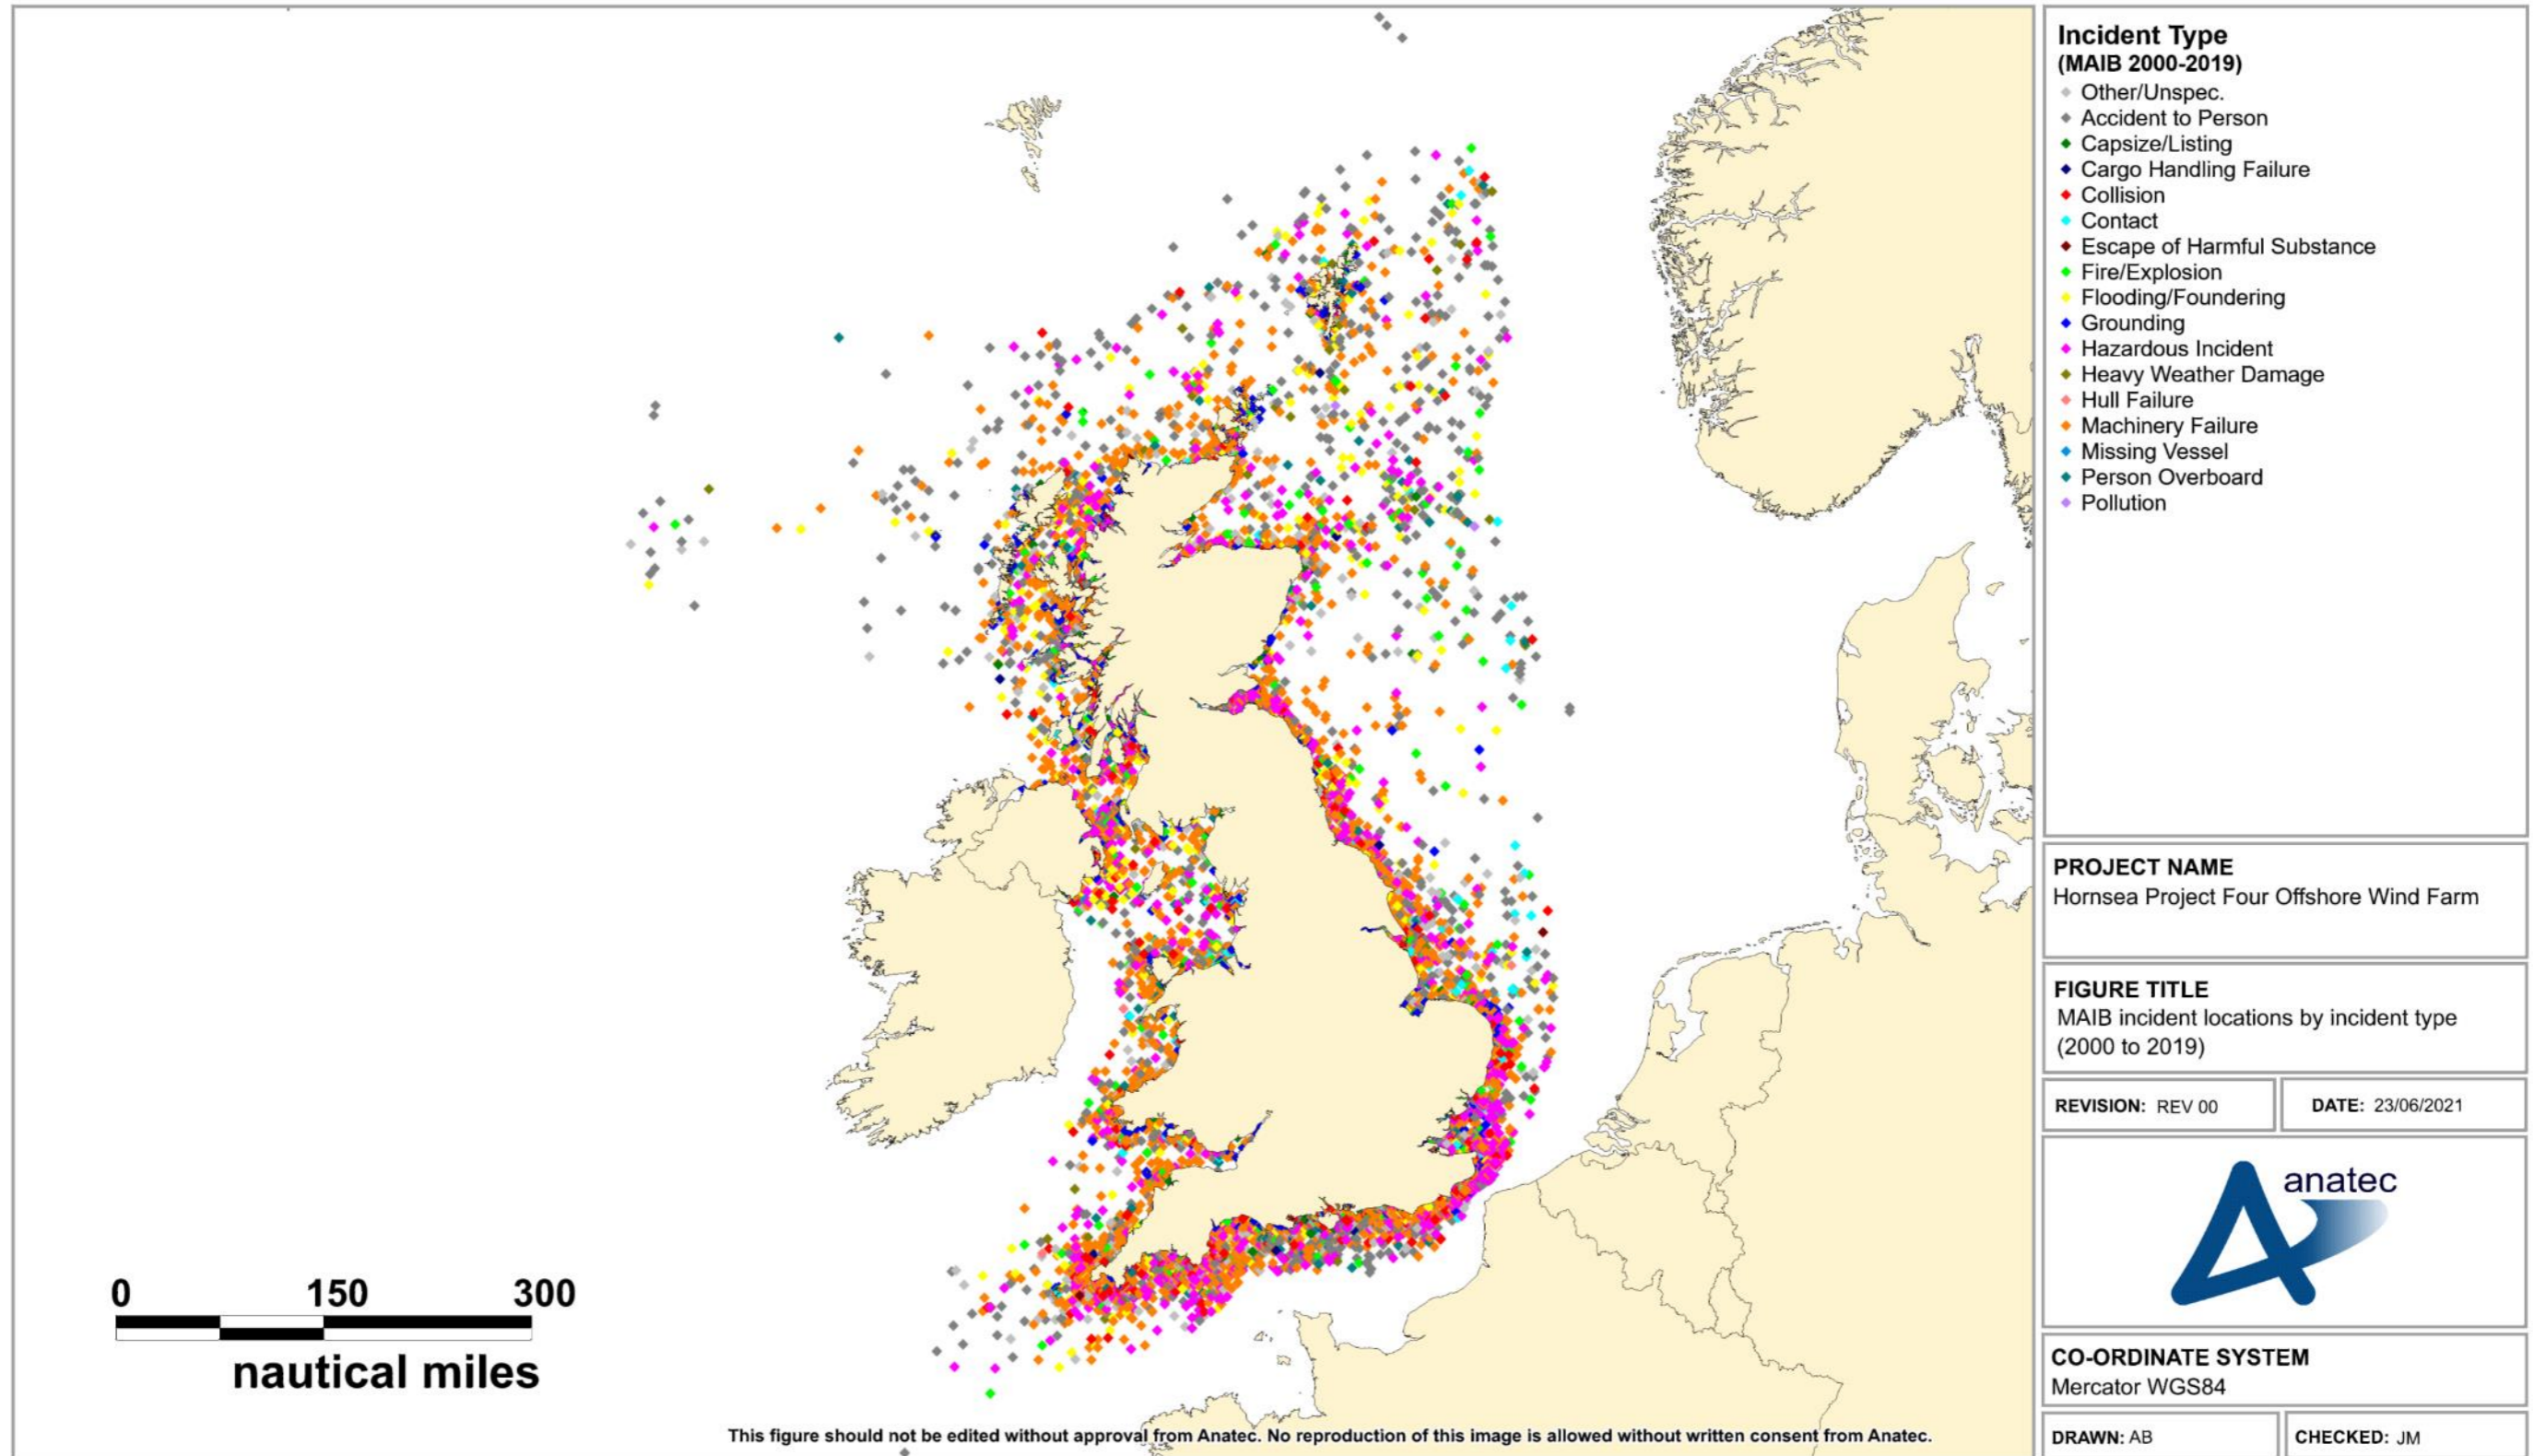 Incident Type
(MAIB 2000-2019)
Other/Unspec.
Accident to Person
Capsize/Listing
Cargo Handling Failure
Collision
Contact
Escape of Harmful Substance
Fire/Explosion
Flooding/Foundering
Grounding
Hazardous Incident
Heavy Weather Damage
Hull Failure
Machinery Failure
Missing Vessel
Person Overboard
Pollution
PROJECT NAME
Hornsea Project Four Offshore Wind Farm
FIGURE TITLE
MAIB incident locations by incident type
(2000 to 2019)
REVISION: REV 00
DATE: 23/06/2021
anatec
CO-ORDINATE SYSTEM
Mercator WGS84
DRAWN: AB
CHECKED: JM
0 150 300
nautical miles
This figure should not be edited without approval from Anatec. No reproduction of this image is allowed without written consent from Anatec.